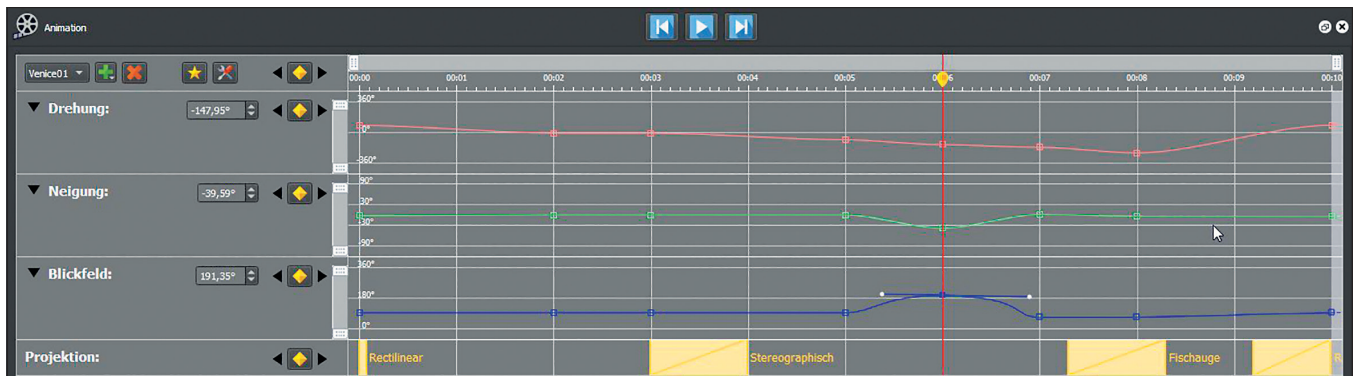 Animation
Venice01
00:00 00:01 00:02 00:03 00:04 00:05 00:06 00:07 00:08 00:09 00:10
Drehung: -147,95°
360°
0°
-360°
Neigung: -39,59°
90°
30°
-30°
-90°
Blickfeld: 191,35°
360°
180°
0°
Projektion: Rectilinear Stereographisch Fischauge R